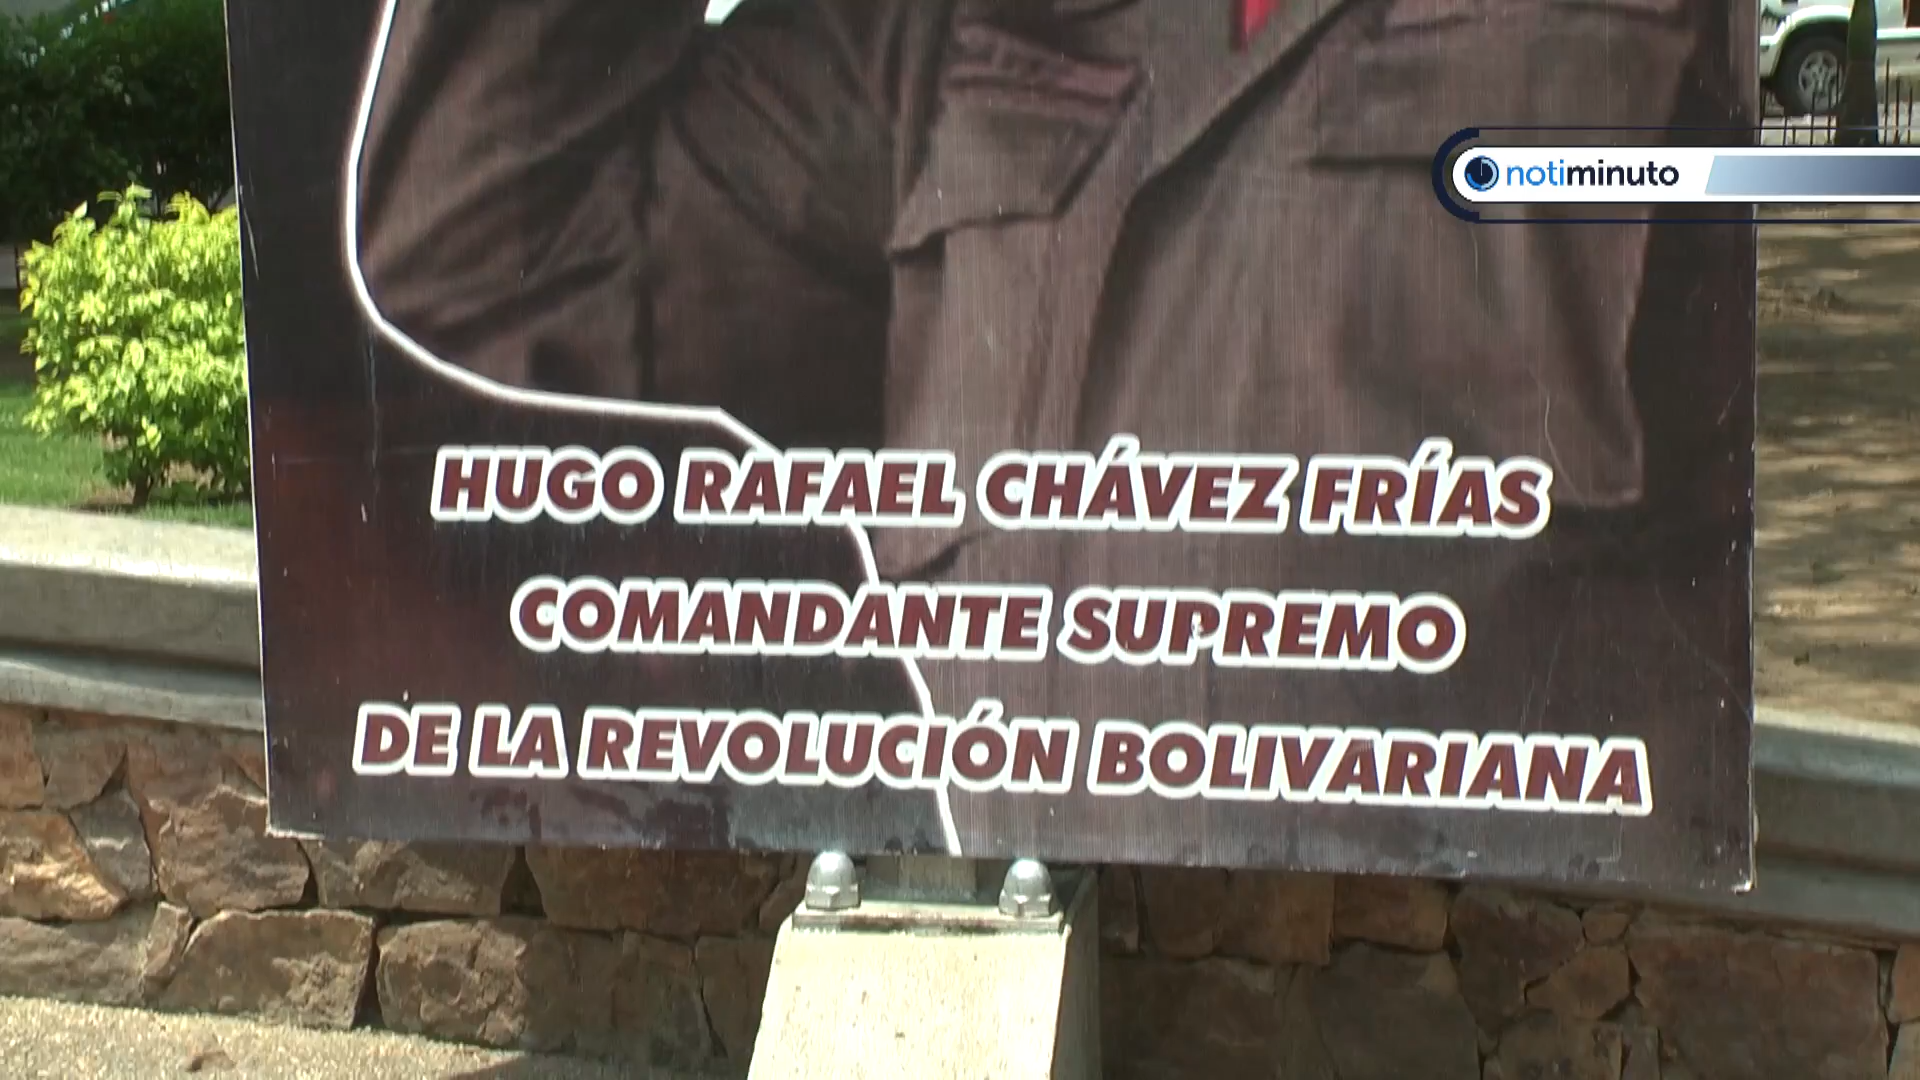 notiminuto
HUGO RAFAEL CHÁVEZ FRÍAS
COMANDANTE SUPREMO
DE LA REVOLUCIÓN BOLIVARIANA